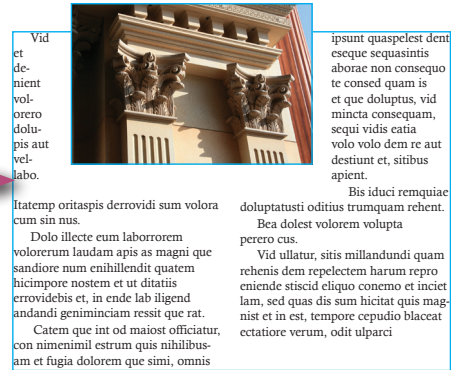 Vid
et
de-
nient
vol-
orero
dolu-
pis aut
vel-
labo.
Itatemp oritaspis derrovidi sum volora
cum sin nus.
Dolo illecte eum laborrorem
volorerum laudam apis as magni que
sandiore num enihillendit quatem
hicimpore nostem et ut ditatiis
errovidebis et, in ende lab iligend
andandi geniminciam ressit que rat.
Catem que int od maiost officiatur,
con nimenimil estrum quis nihilibus-
am et fugia dolorem que simi, omnis
ipsunt quaspelest dent
eseque sequasintis
aborae non consequo
te consed quam is
et que doluptus, vid
mincta consequam,
sequi vidis eatia
volo volo dem re aut
destiunt et, sitibus
apient.
Bis iduci remquiae
doluptatusti oditius trumquam rehent.
Bea dolest volorem volupta
perero cus.
Vid ullatur, sitis millandundi quam
rehenis dem repelectem harum repro
eniende stiscid eliquo conemo et inciet
lam, sed quas dis sum hicitat quis mag-
nist et in est, tempore cepudio blaceat
ectatiore verum, odit ulparci